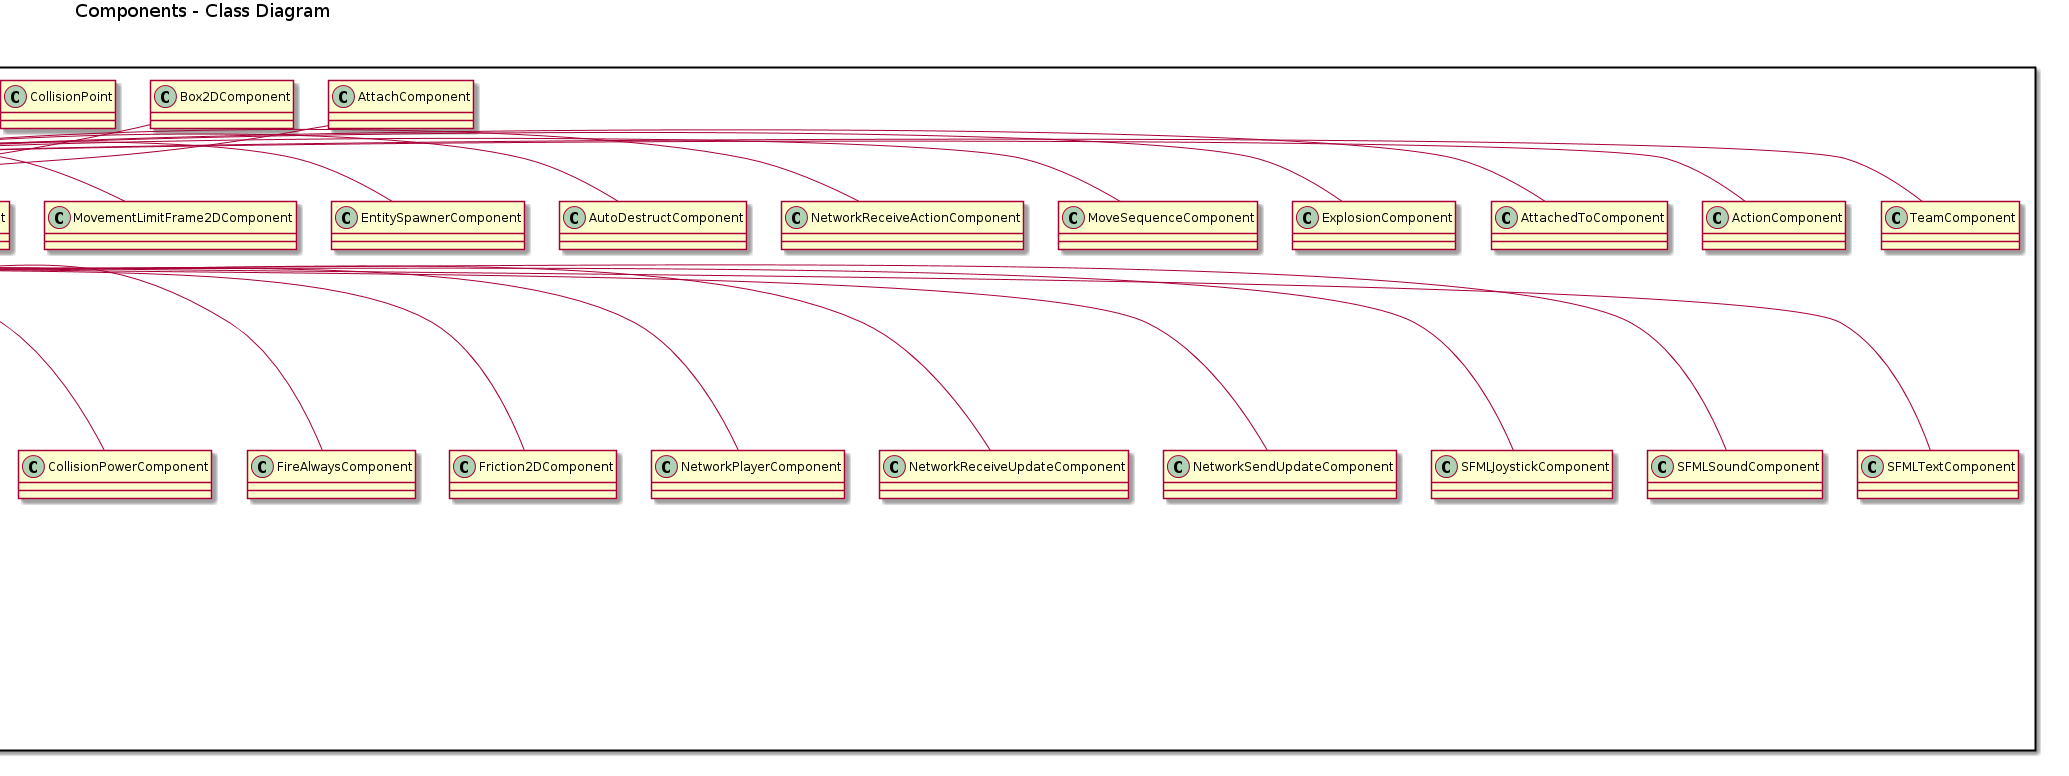 Components - Class Diagram
C CollisionPoint
C Box2DComponent
C AttachComponent
t
C MovementLimitFrame2DComponent
C EntitySpawnerComponent
C AutoDestructComponent
C NetworkReceiveActionComponent
C MoveSequenceComponent
C ExplosionComponent
C AttachedToComponent
C ActionComponent
C TeamComponent
C CollisionPowerComponent
C FireAlwaysComponent
C Friction2DComponent
C NetworkPlayerComponent
C NetworkReceiveUpdateComponent
C NetworkSendUpdateComponent
C SFMLJoystickComponent
C SFMLSoundComponent
C SFMLTextComponent